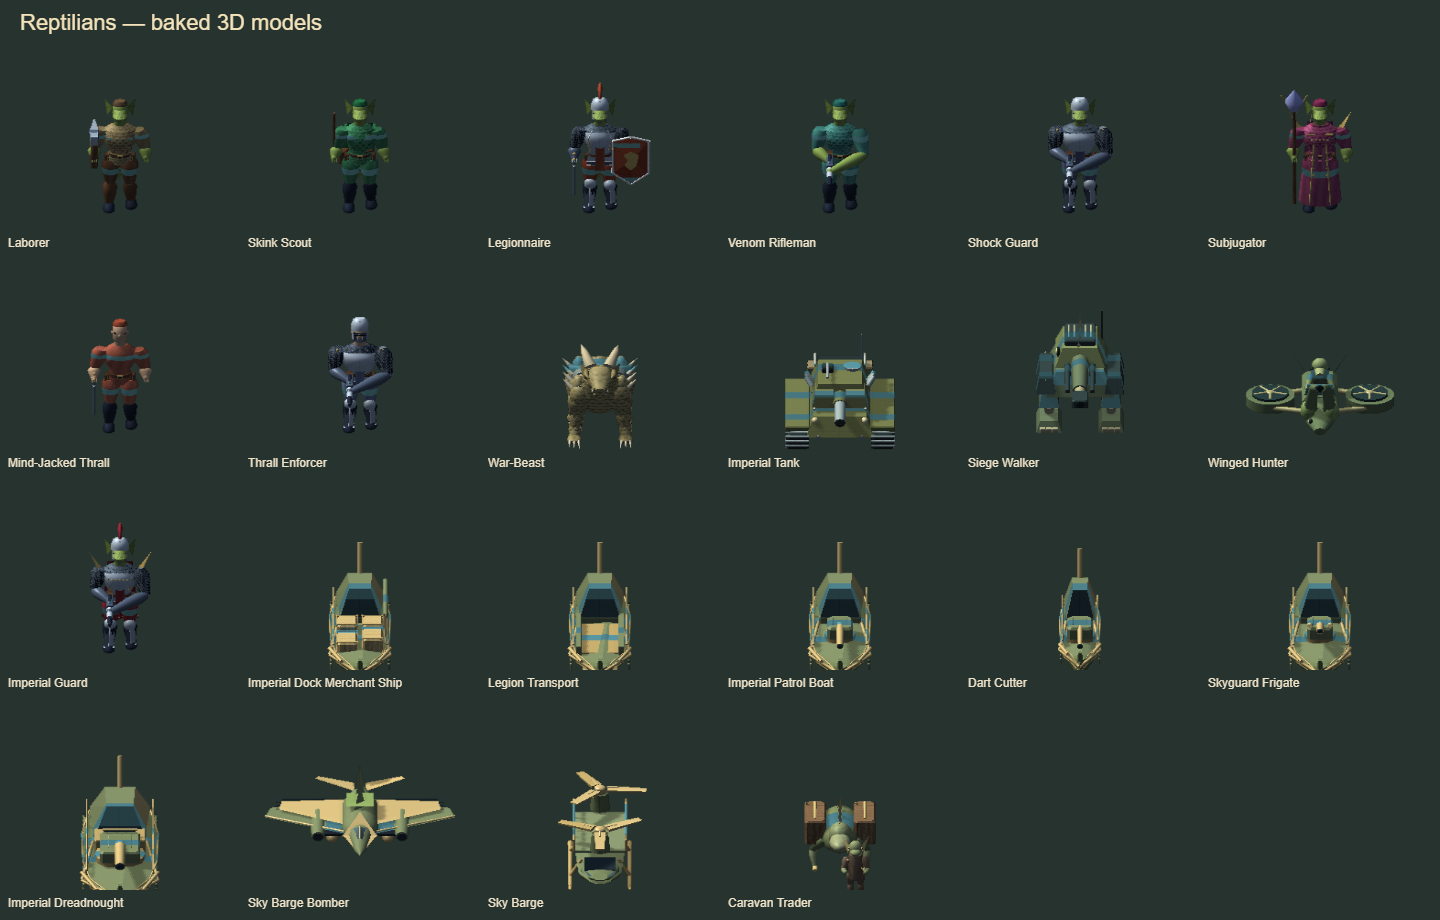 Reptilians — baked 3D models
Laborer
Skink Scout
Legionnaire
Venom Rifleman
Shock Guard
Subjugator
Mind-Jacked Thrall
Thrall Enforcer
War-Beast
Imperial Tank
Siege Walker
Winged Hunter
Imperial Guard
Imperial Dock Merchant Ship
Legion Transport
Imperial Patrol Boat
Dart Cutter
Skyguard Frigate
Imperial Dreadnought
Sky Barge Bomber
Sky Barge
Caravan Trader